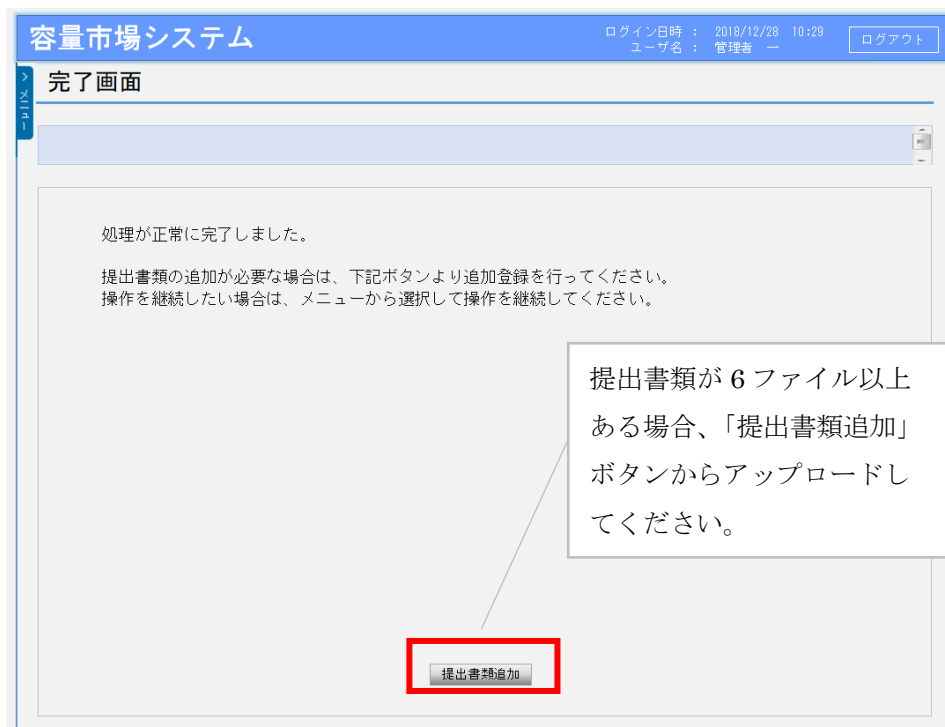 容量市場システム
ログイン日時 : 2018/12/28 10:29
ユーザ名 : 管理者 一
ログアウト
> メニュー
完了画面
処理が正常に完了しました。
提出書類の追加が必要な場合は、下記ボタンより追加登録を行ってください。
操作を継続したい場合は、メニューから選択して操作を継続してください。
提出書類が 6 ファイル以上
ある場合、「提出書類追加」
ボタンからアップロードし
てください。
提出書類追加